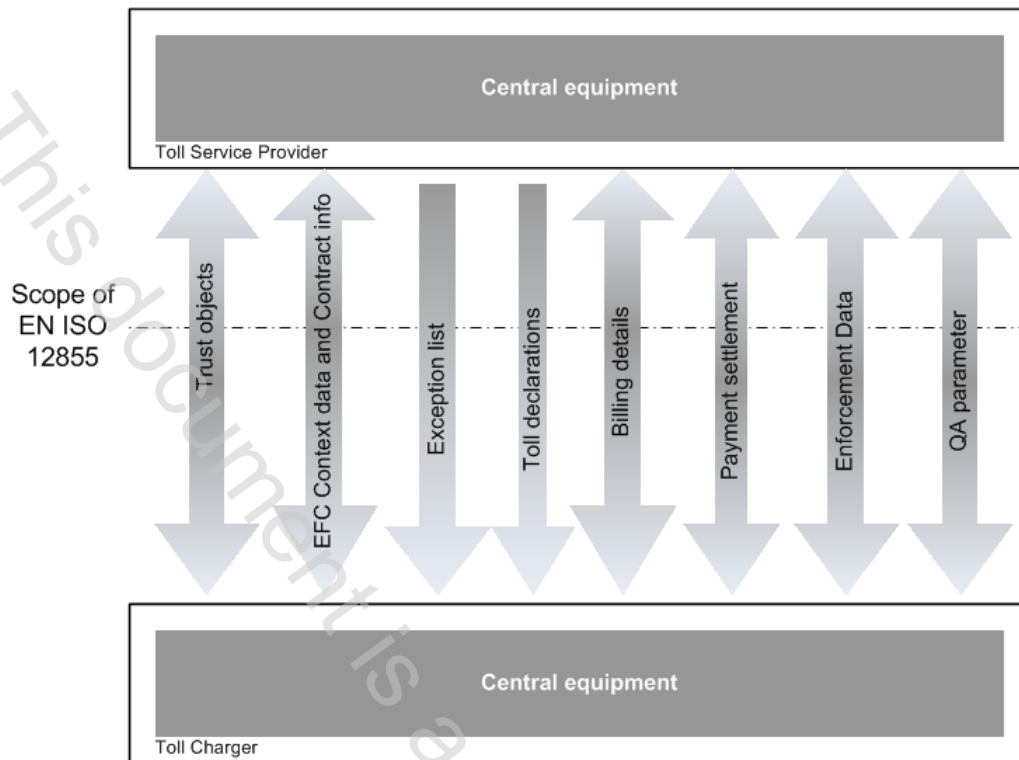 Central equipment
Toll Service Provider
Scope of
EN ISO
12855
Trust objects
EFC Context data and Contract info
Exception list
Toll declarations
Billing details
Payment settlement
Enforcement Data
QA parameter
Central equipment
Toll Charger
This document is a